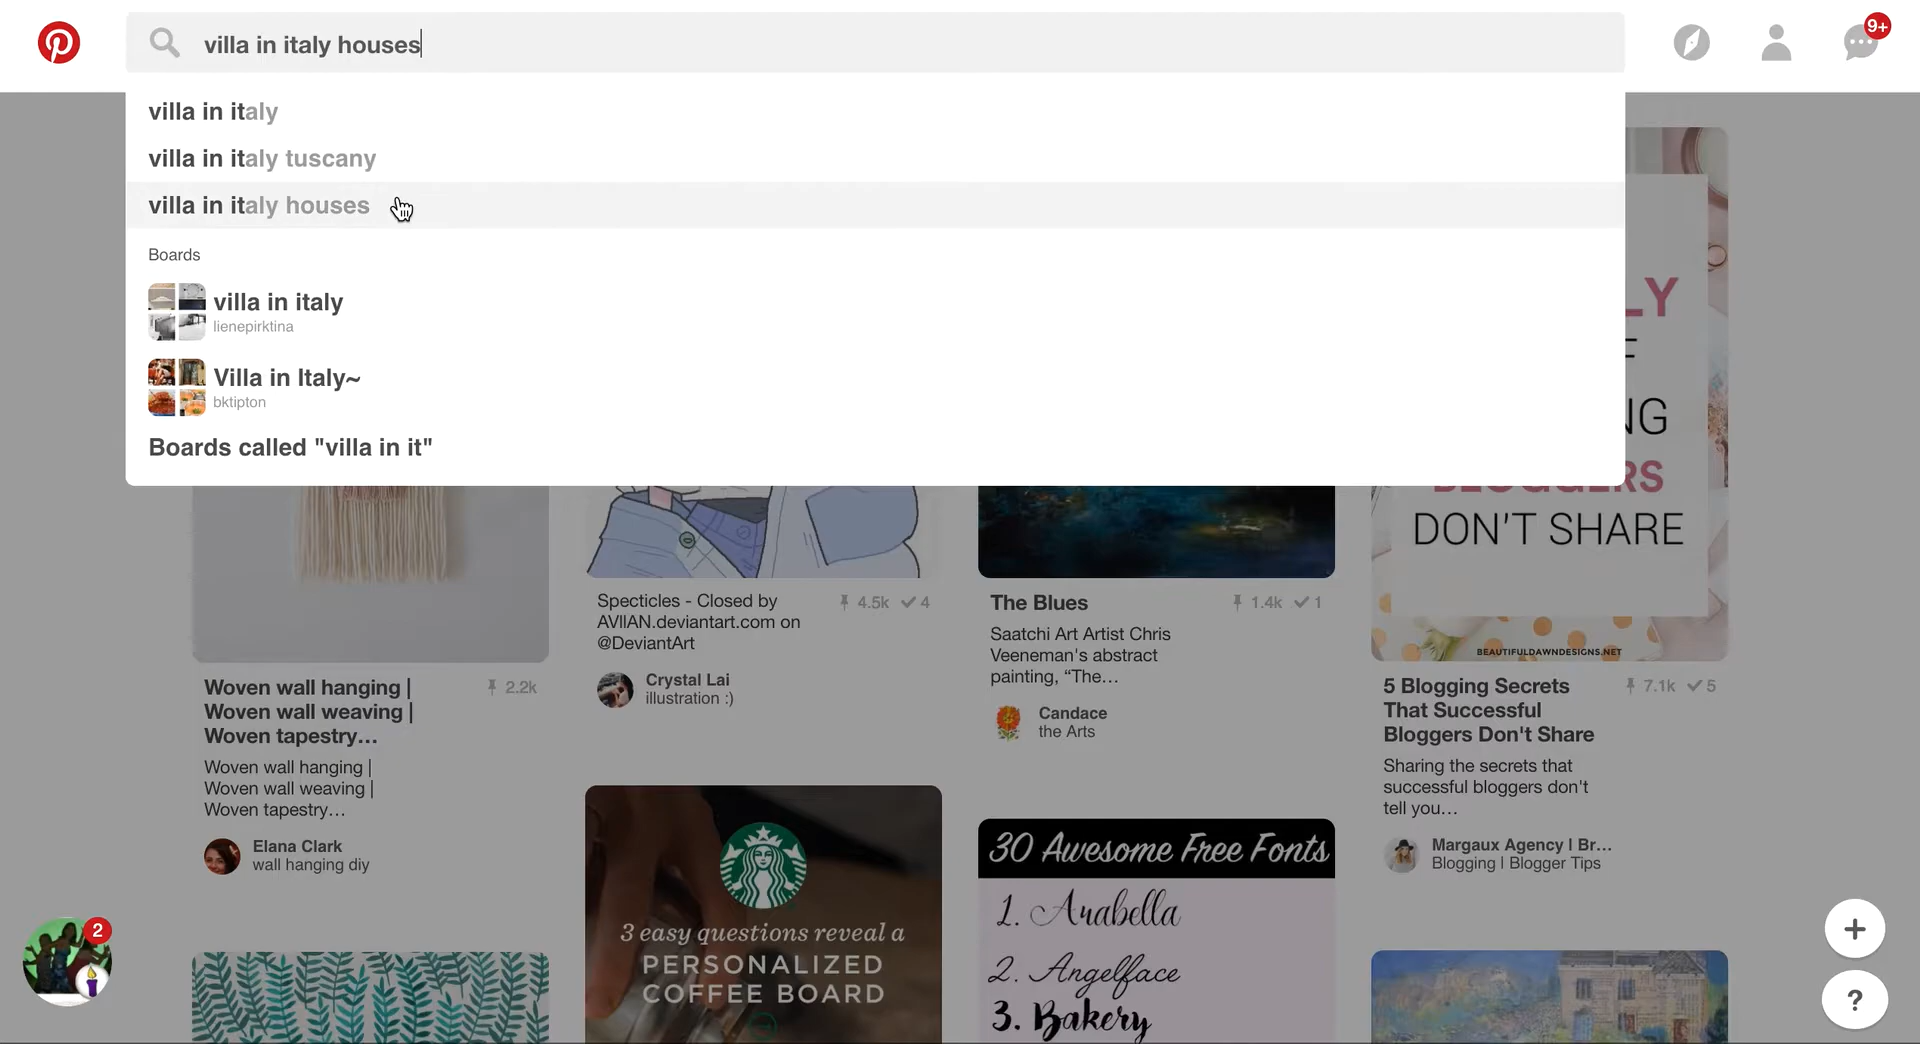 villa in italy houses
9+
villa in italy
villa in italy tuscany
villa in italy houses
Boards
villa in italy
lienepirktina
Villa in Italy~
bktipton
Boards called "villa in it"
LY
NG
DON'T SHARE
BEAUTIFULDAWNDESIGNS.NET
Woven wall hanging |
Woven wall weaving |
Woven tapestry...
2.2k
Woven wall hanging |
Woven wall weaving |
Woven tapestry...
Elana Clark
wall hanging diy
Specticles - Closed by
AVIIAN.deviantart.com on
@DeviantArt
4.5k 4
Crystal Lai
illustration :)
3 easy questions reveal a
PERSONALIZED
COFFEE BOARD
The Blues
1.4k 1
Saatchi Art Artist Chris
Veeneman's abstract
painting, “The...
Candace
the Arts
30 Awesome Free Fonts
1. Arabella
2. Angelface
3. Bakery
5 Blogging Secrets
That Successful
Bloggers Don't Share
7.1k 5
Sharing the secrets that
successful bloggers don't
tell you...
Margaux Agency | Br...
Blogging | Blogger Tips
2
+
?